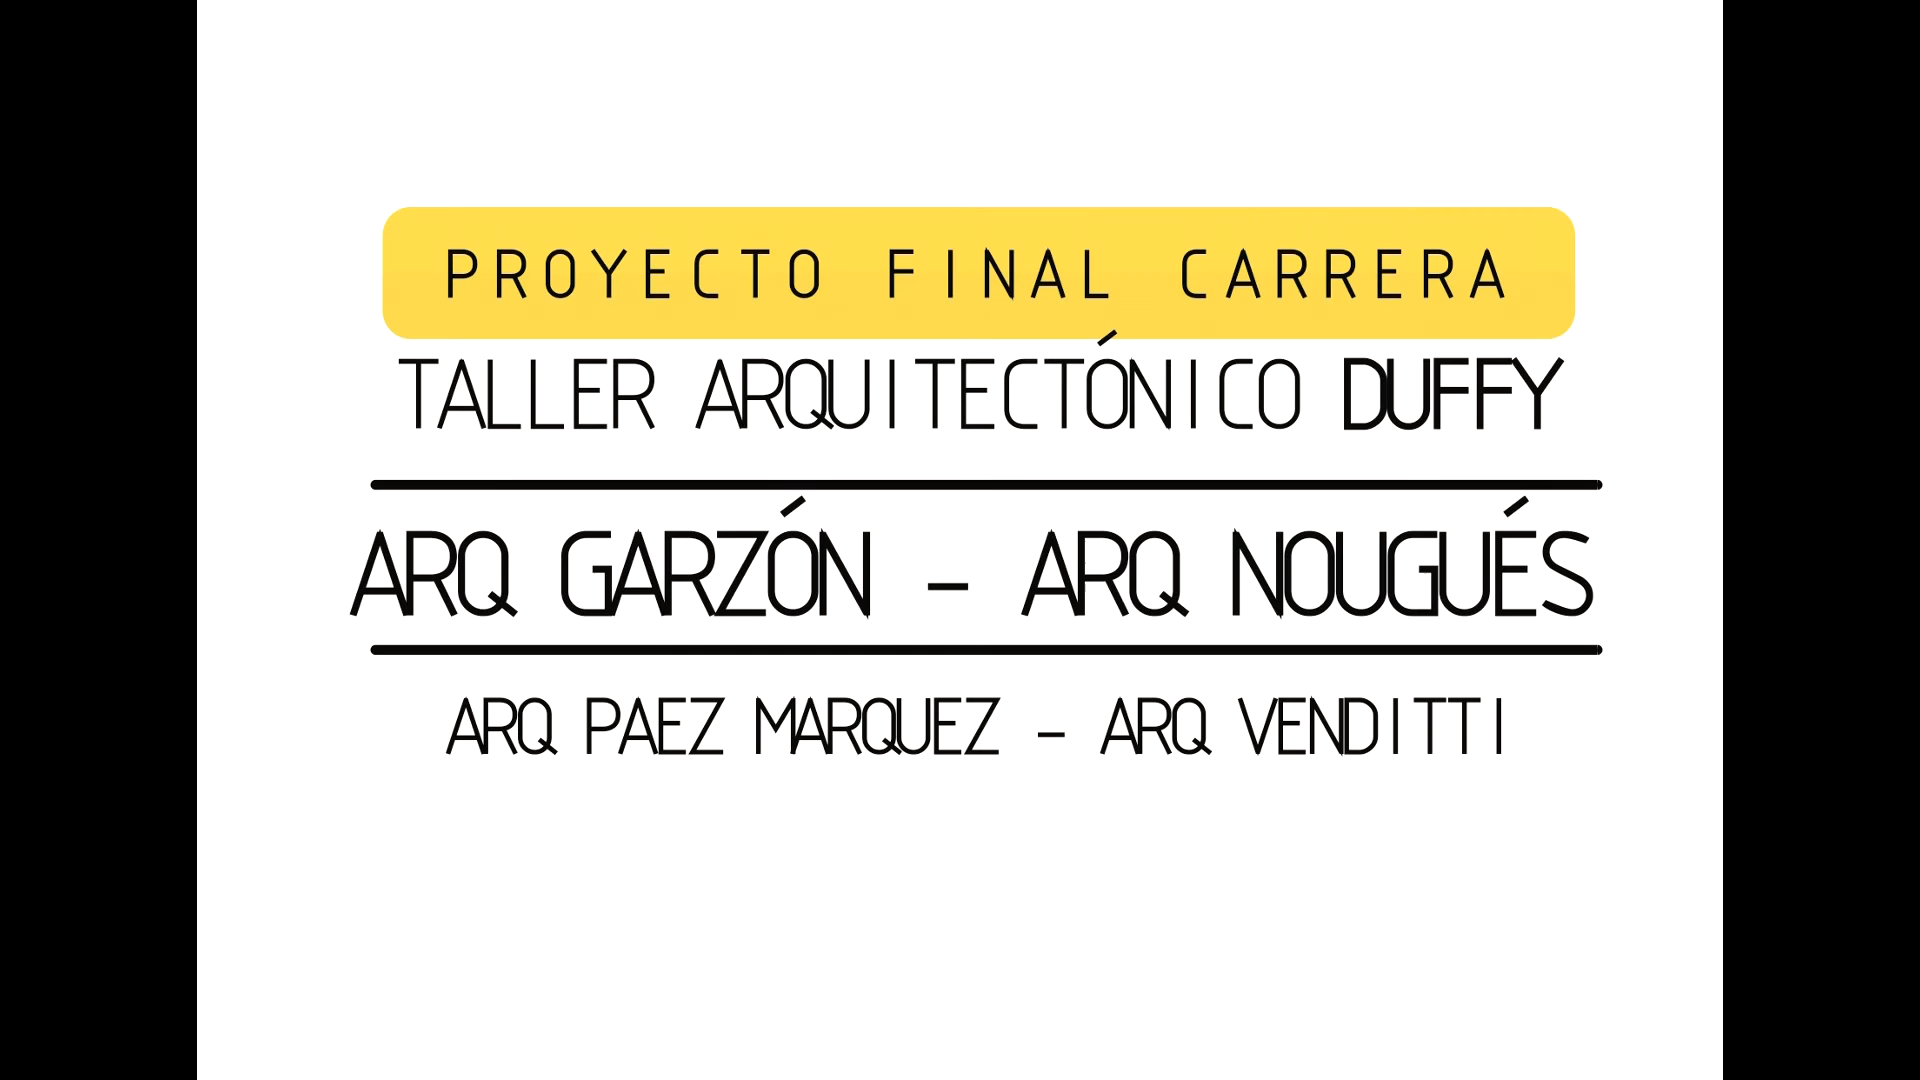 PROYECTO FINAL CARRERA
TALLER ARQUITECTÓNICO DUFFY
ARQ GARZÓN - ARQ NOUGUÉS
ARQ PAEZ MARQUEZ - ARQ VENDITTI